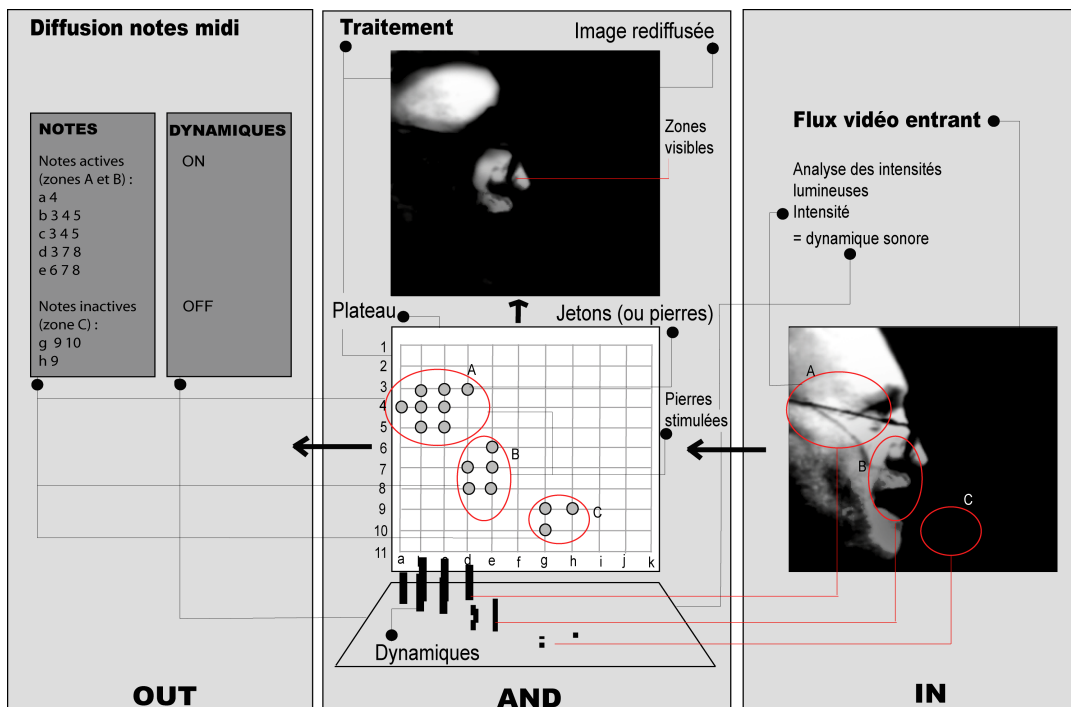 Diffusion notes midi
NOTES
Notes actives
(zones A et B) :
a 4
b 3 4 5
c 3 4 5
d 3 7 8
e 6 7 8
Notes inactives
(zone C) :
g 9 10
h 9
DYNAMIQUES
ON
OFF
OUT
Traitement
Image rediffusée
Zones
visibles
Plateau
Jetons (ou pierres)
1
2
3
4
5
6
7
8
9
10
11
A
B
C
a
d
e
f
g
h
i
j
k
Pierres
stimulées
Dynamiques
AND
Flux vidéo entrant
Analyse des intensités
lumineuses
Intensité
= dynamique sonore
A
B
C
IN